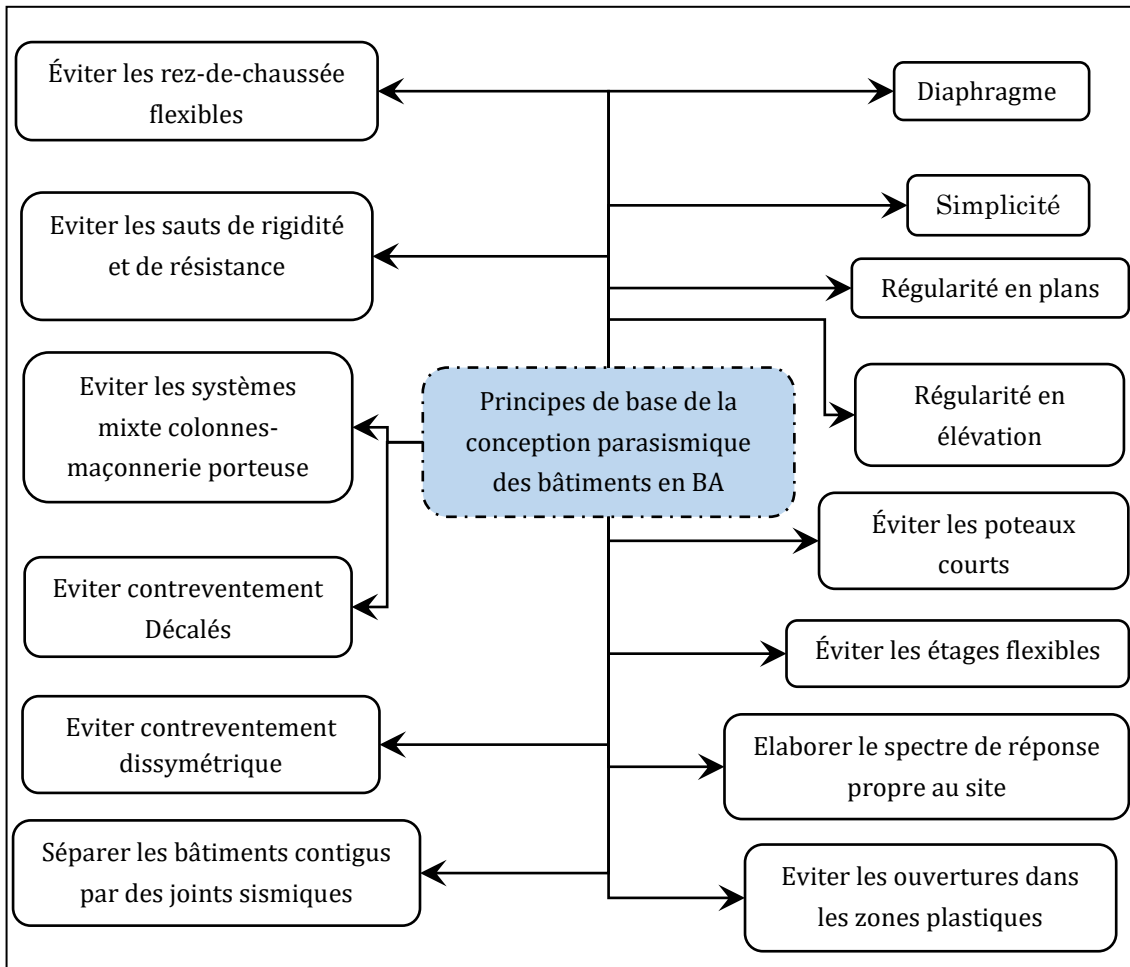 Éviter les rez-de-chaussée
flexibles
Eviter les sauts de rigidité
et de résistance
Eviter les systèmes
mixte colonnes-
maçonnerie porteuse
Eviter contreventement
Décalés
Eviter contreventement
dissymétrique
Séparer les bâtiments contigus
par des joints sismiques
Principes de base de la
conception parasismique
des bâtiments en BA
Diaphragme
Simplicité
Régularité en plans
Régularité en
élévation
Éviter les poteaux
courts
Éviter les étages flexibles
Elaborer le spectre de réponse
propre au site
Eviter les ouvertures dans
les zones plastiques